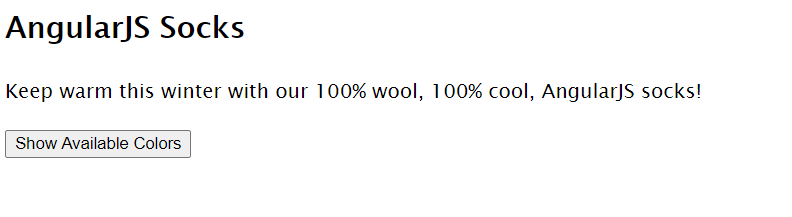 AngularJS Socks
Keep warm this winter with our 100% wool, 100% cool, AngularJS socks!
Show Available Colors